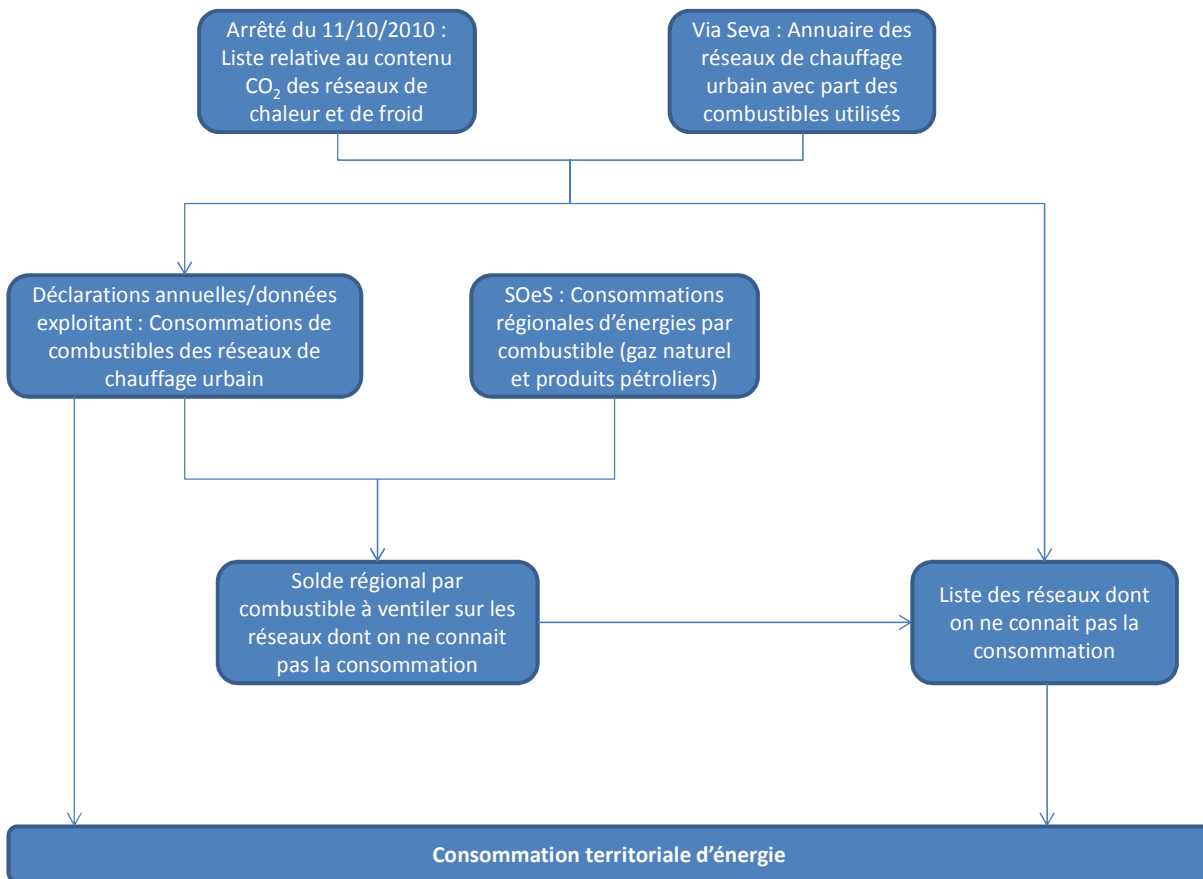 Arrêté du 11/10/2010 :
Liste relative au contenu
CO₂ des réseaux de
chaleur et de froid
Via Seva : Annuaire des
réseaux de chauffage
urbain avec part des
combustibles utilisés
Déclarations annuelles/données
exploitant : Consommations de
combustibles des réseaux de
chauffage urbain
SOeS : Consommations
régionales d’énergies par
combustible (gaz naturel
et produits pétroliers)
Solde régional par
combustible à ventiler sur les
réseaux dont on ne connait
pas la consommation
Liste des réseaux dont
on ne connait pas la
consommation
Consommation territoriale d’énergie